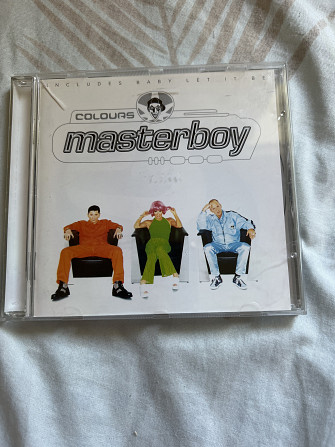 INCLUDES BABY LET IT BE
COLOURS
masterboy